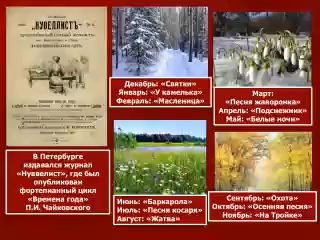 „НУВЕЛЛИСТЪ"
Декабрь: «Святки»
Январь: «У камелька»
Февраль: «Масленица»
Март:
«Песня жаворонка»
Апрель: «Подснежник»
Май: «Белые ночи»
В Петербурге
издавался журнал
«Нувеллист», где был
опубликован
фортепианный цикл
«Времена года»
П.И. Чайковского
Июнь: «Баркарола»
Июль: «Песня косаря»
Август: «Жатва»
Сентябрь: «Охота»
Октябрь: «Осенняя песня»
Ноябрь: «На Тройке»